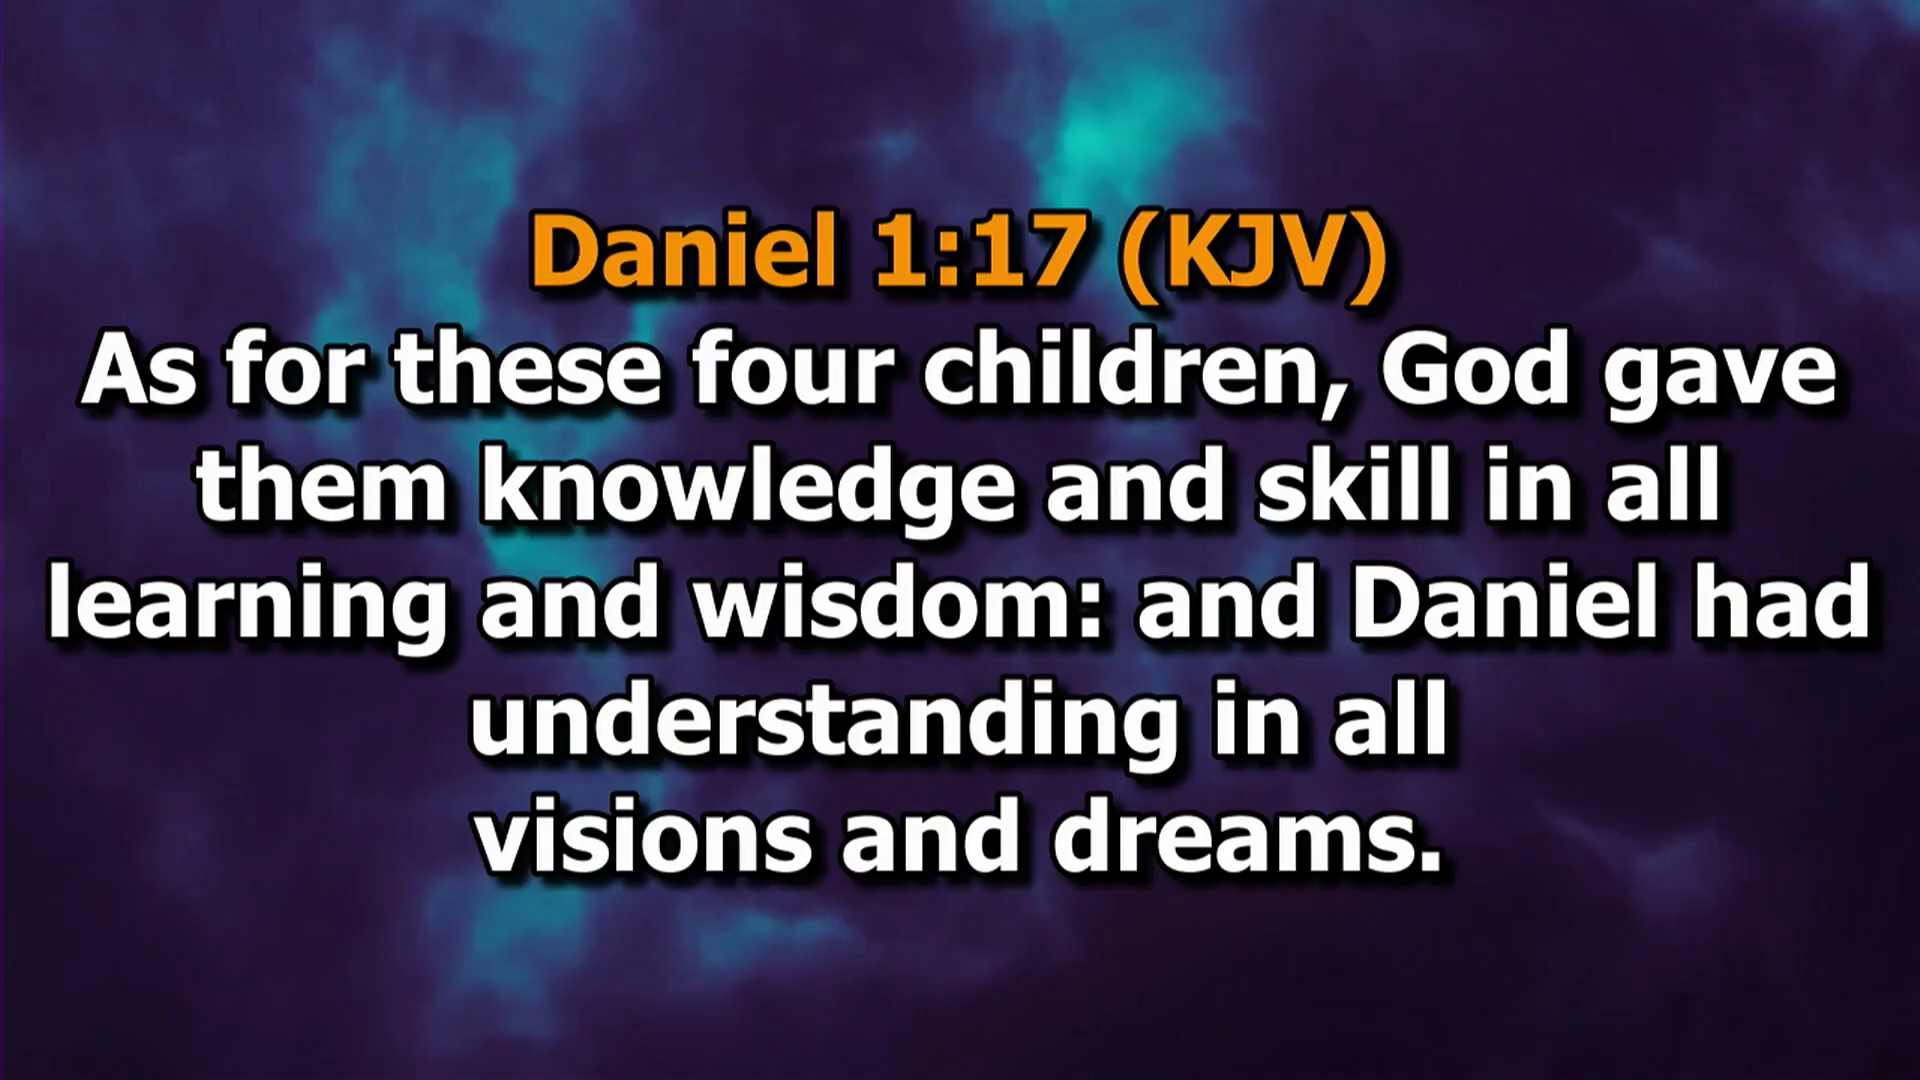 Daniel 1:17 (KJV)
As for these four children, God gave
them knowledge and skill in all
learning and wisdom: and Daniel had
understanding in all
visions and dreams.